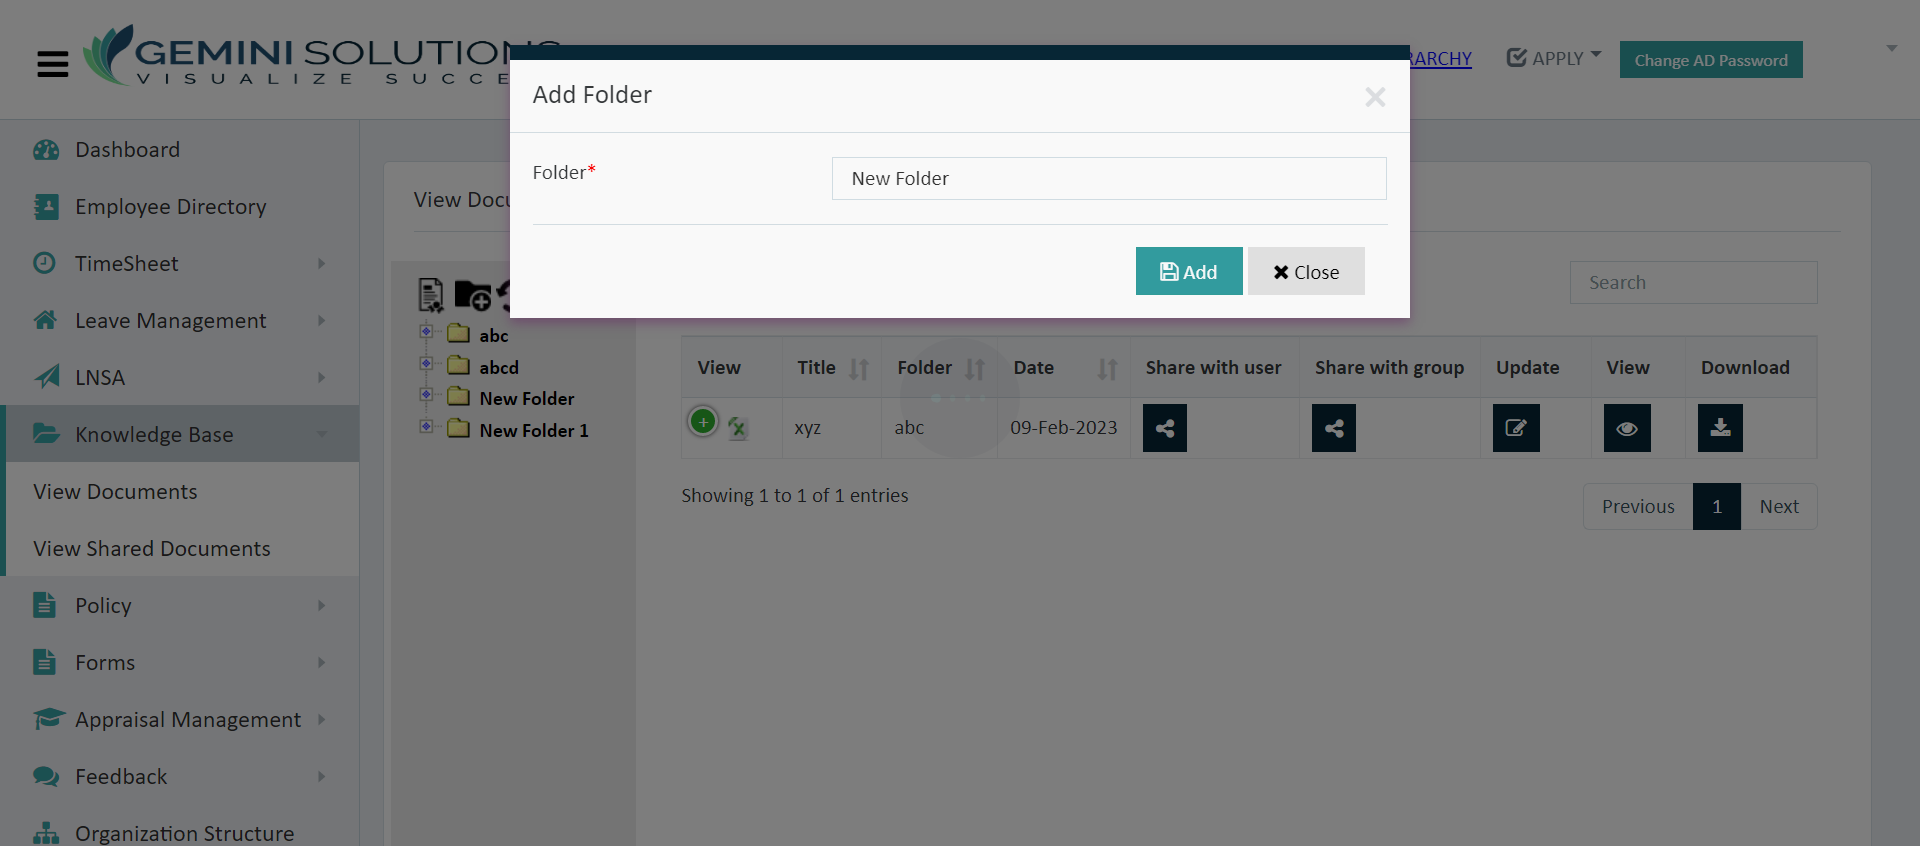 GEMINI SOLUTIONS
VISUALIZE SUCCE
RARCHY
APPLY
Change AD Password
Add Folder
Folder*
New Folder
Add
Close
Dashboard
Employee Directory
TimeSheet
Leave Management
LNSA
Knowledge Base
View Documents
View Shared Documents
Policy
Forms
Appraisal Management
Feedback
Organization Structure
View Docu
abc
abcd
New Folder
New Folder 1
Search
View Title Folder Date Share with user Share with group Update View Download
xyz abc 09-Feb-2023
Showing 1 to 1 of 1 entries
Previous 1 Next